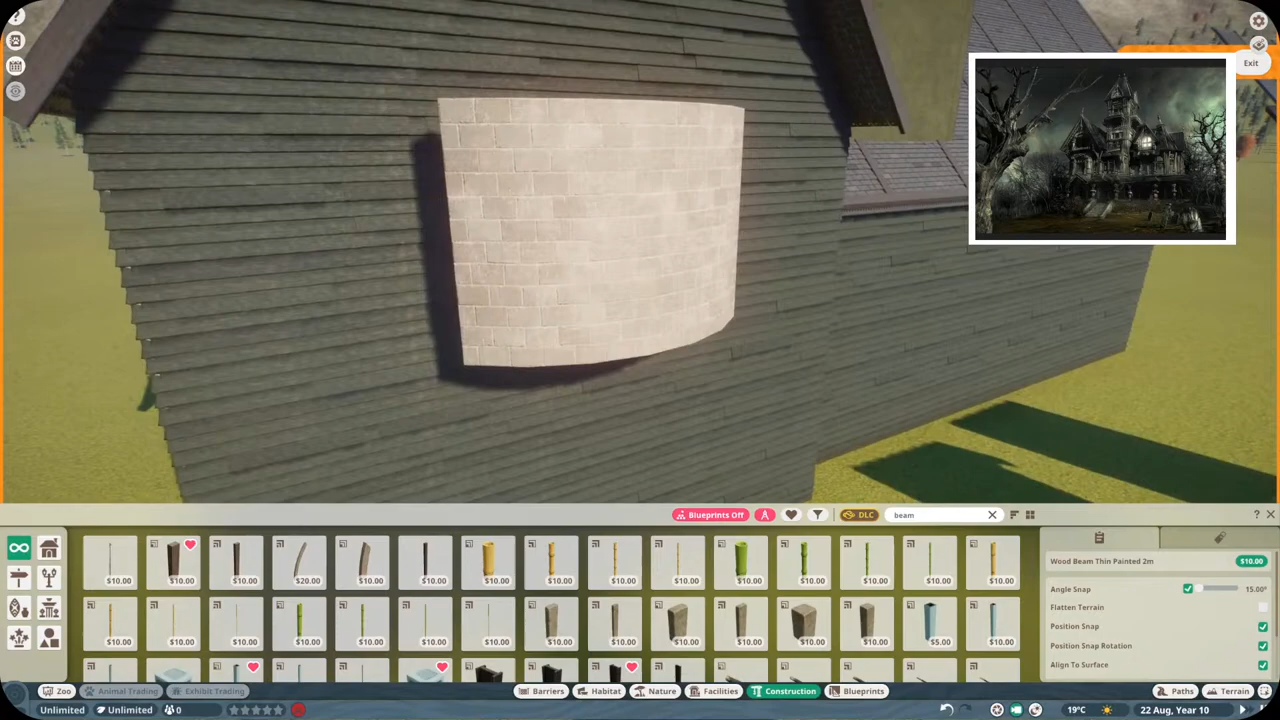 Exit
Blueprints Off
DLC
beam
?
$10.00 $10.00 $10.00 $20.00 $10.00 $10.00 $10.00 $10.00 $10.00 $10.00 $10.00 $10.00 $10.00 $10.00 $10.00
$10.00 $10.00 $10.00 $10.00 $10.00 $10.00 $10.00 $10.00 $10.00 $10.00 $10.00 $10.00 $10.00 $5.00 $10.00
Wood Beam Thin Painted 2m $10.00
Angle Snap 15.00°
Flatten Terrain
Position Snap
Position Snap Rotation
Align To Surface
Zoo Animal Trading Exhibit Trading Barriers Habitat Nature Facilities Construction Blueprints Paths Terrain
Unlimited Unlimited 0 19°C 22 Aug, Year 10